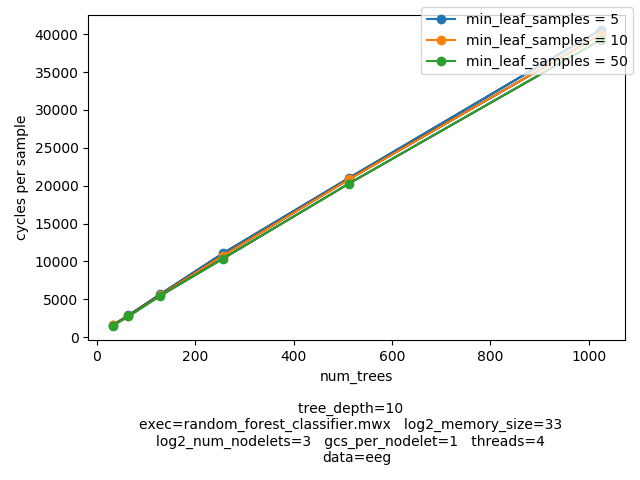 min_leaf_samples = 5
min_leaf_samples = 10
min_leaf_samples = 50
cycles per sample
40000
35000
30000
25000
20000
15000
10000
5000
0
0 200 400 600 800 1000
num_trees
tree_depth=10
exec=random_forest_classifier.mwx log2_memory_size=33
log2_num_nodelets=3 gcs_per_nodelet=1 threads=4
data=eeg